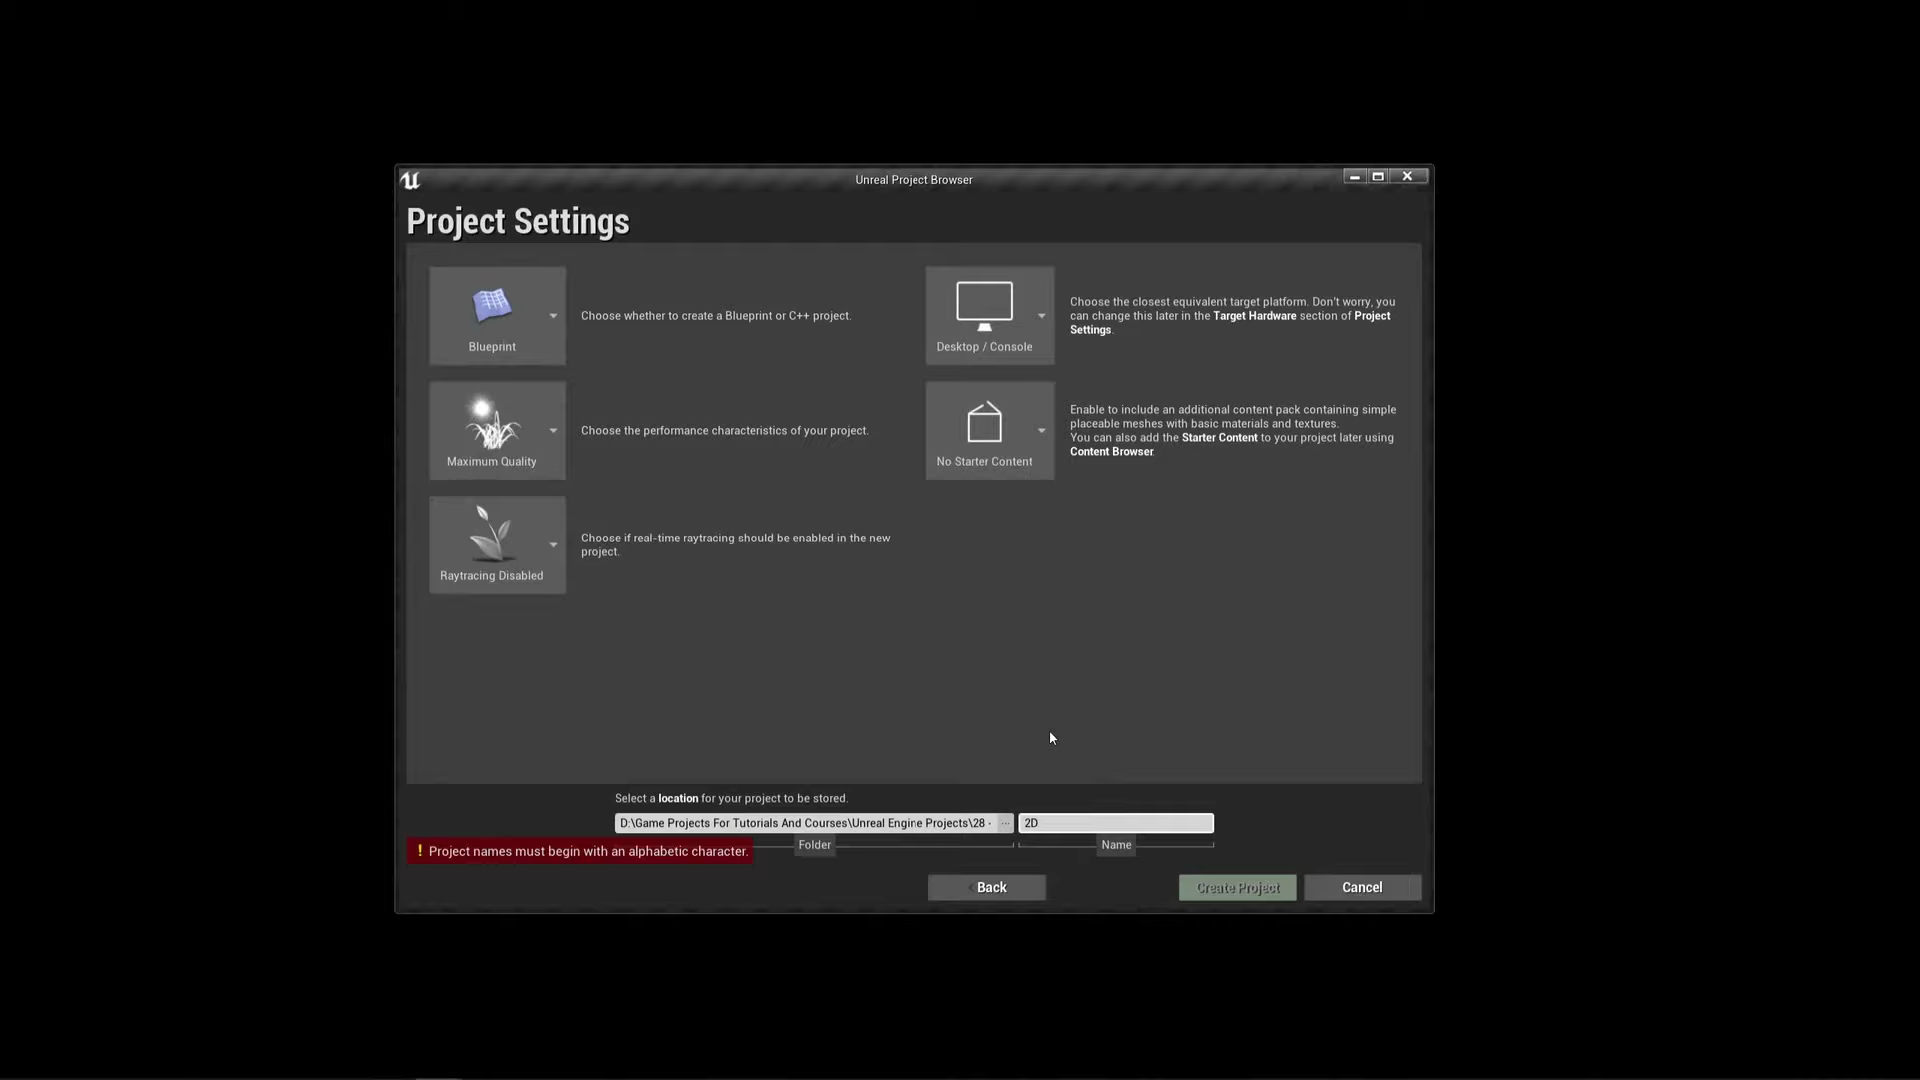 Unreal Project Browser
Project Settings
Blueprint
Choose whether to create a Blueprint or C++ project.
Desktop / Console
Choose the closest equivalent target platform. Don't worry, you
can change this later in the Target Hardware section of Project
Settings.
Maximum Quality
Choose the performance characteristics of your project.
No Starter Content
Enable to include an additional content pack containing simple
placeable meshes with basic materials and textures.
You can also add the Starter Content to your project later using
Content Browser.
Raytracing Disabled
Choose if real-time raytracing should be enabled in the new
project.
Select a location for your project to be stored.
D:\Game Projects For Tutorials And Courses\Unreal Engine Projects\28 - ...
2D
! Project names must begin with an alphabetic character.
Folder
Name
Back
Create Project
Cancel